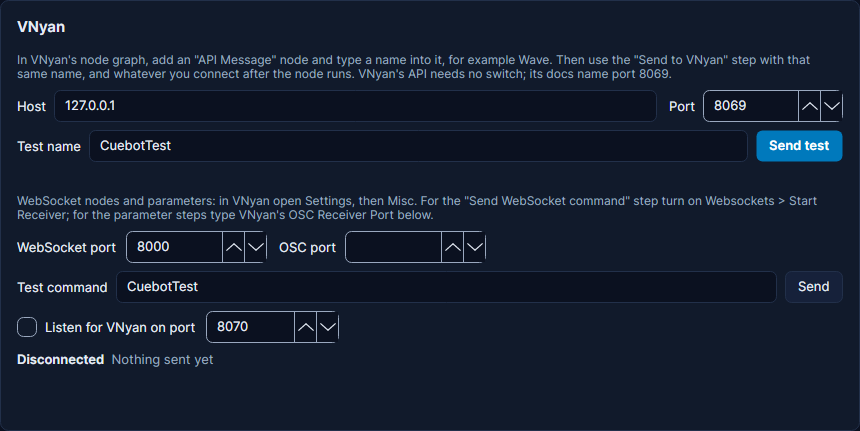 VNyan
In VNyan's node graph, add an "API Message" node and type a name into it, for example Wave. Then use the "Send to VNyan" step with that
same name, and whatever you connect after the node runs. VNyan's API needs no switch; its docs name port 8069.
Host 127.0.0.1 Port 8069
Test name CuebotTest Send test
WebSocket nodes and parameters: in VNyan open Settings, then Misc. For the "Send WebSocket command" step turn on Websockets > Start
Receiver; for the parameter steps type VNyan's OSC Receiver Port below.
WebSocket port 8000 OSC port
Test command CuebotTest Send
Listen for VNyan on port 8070
Disconnected Nothing sent yet